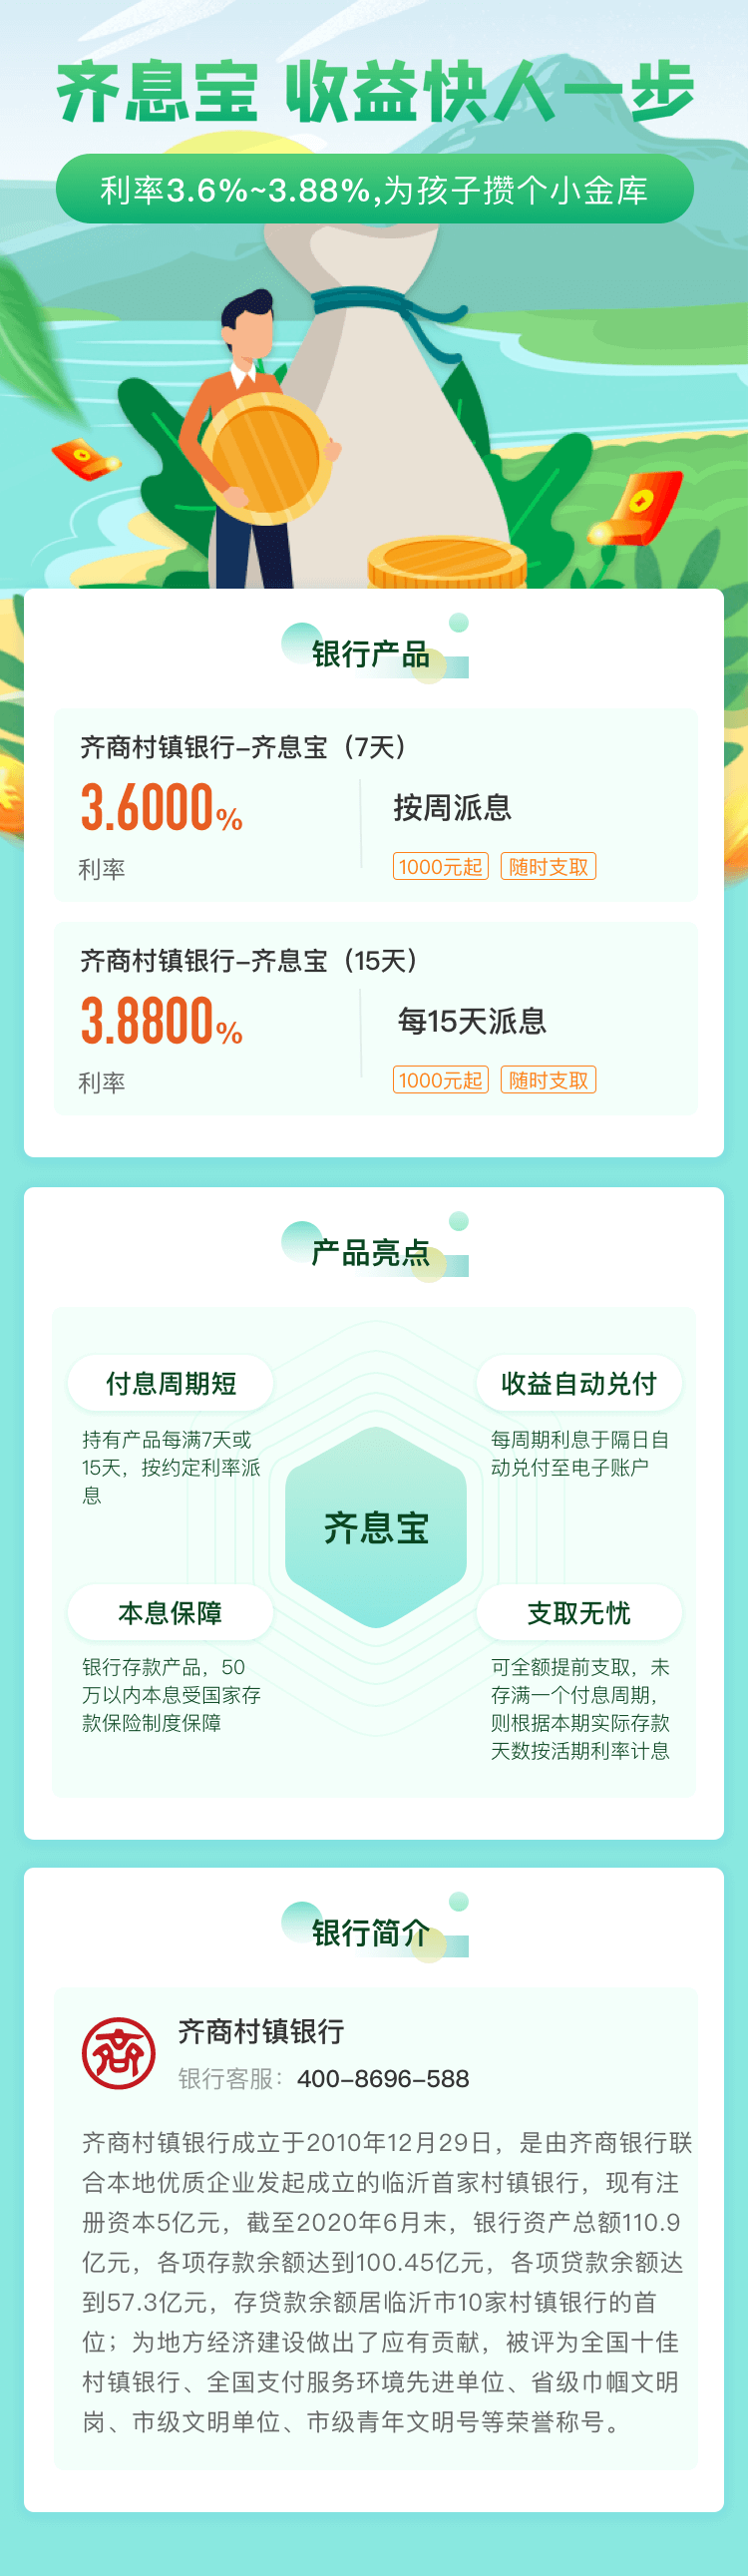 齐息宝 收益快人一步
利率3.6%~3.88%,为孩子攒个小金库
银行产品
齐商村镇银行-齐息宝（7天）
3.6000%
按周派息
利率
1000元起 随时支取
齐商村镇银行-齐息宝（15天）
3.8800%
每15天派息
利率
1000元起 随时支取
产品亮点
付息周期短
持有产品每满7天或
15天，按约定利率派
息
收益自动兑付
每周期利息于隔日自
动兑付至电子账户
齐息宝
本息保障
银行存款产品，50
万以内本息受国家存
款保险制度保障
支取无忧
可全额提前支取，未
存满一个付息周期，
则根据本期实际存款
天数按活期利率计息
银行简介
齐商村镇银行
银行客服：400-8696-588
齐商村镇银行成立于2010年12月29日，是由齐商银行联
合本地优质企业发起成立的临沂首家村镇银行，现有注
册资本5亿元，截至2020年6月末，银行资产总额110.9
亿元，各项存款余额达到100.45亿元，各项贷款余额达
到57.3亿元，存贷款余额居临沂市10家村镇银行的首
位；为地方经济建设做出了应有贡献，被评为全国十佳
村镇银行、全国支付服务环境先进单位、省级巾帼文明
岗、市级文明单位、市级青年文明号等荣誉称号。